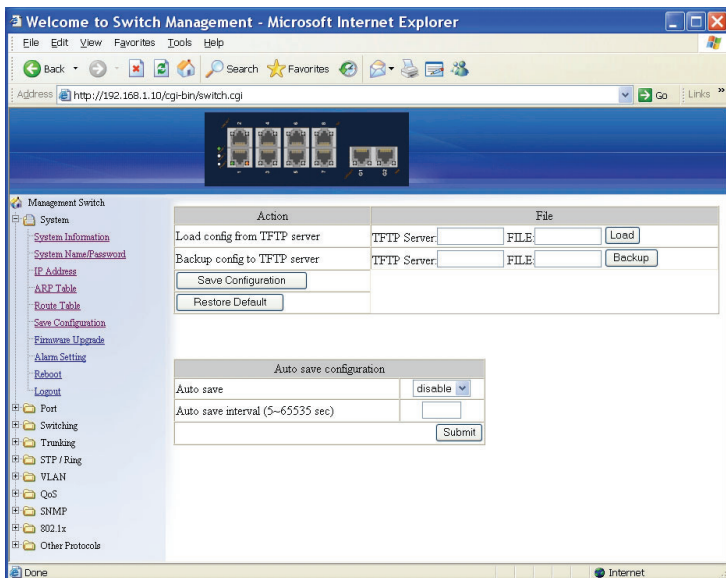 Welcome to Switch Management - Microsoft Internet Explorer
File Edit View Favorites Tools Help
Back Search Favorites
Address http://192.168.1.10/cgi-bin/switch.cgi Go Links »
Management Switch
System
System Information
System Name/Password
IP Address
ARP Table
Route Table
Save Configuration
Firmware Upgrade
Alarm Setting
Reboot
Logout
Port
Switching
Trunking
STP / Ring
VLAN
QoS
SNMP
802.1x
Other Protocols
Action File
Load config from TFTP server TFTP Server: FILE: Load
Backup config to TFTP server TFTP Server: FILE: Backup
Save Configuration
Restore Default
Auto save configuration
Auto save disable
Auto save interval (5~65535 sec)
Submit
Done Internet